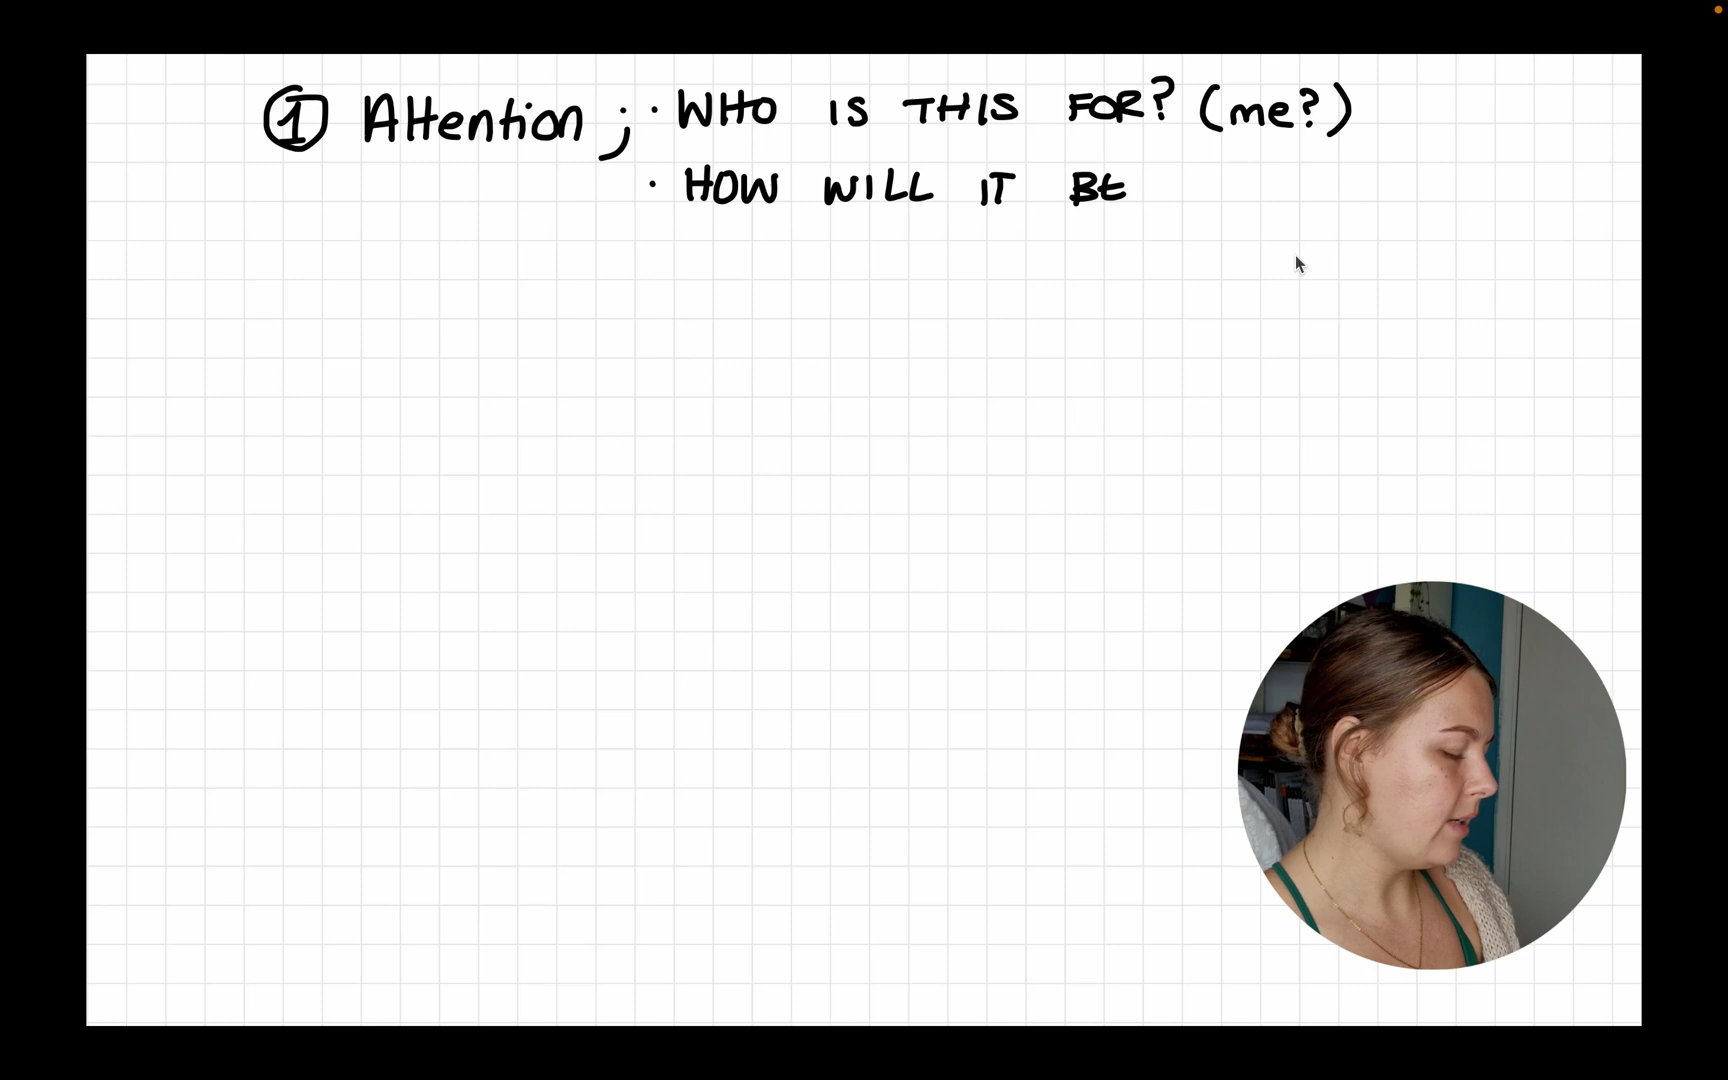 ① Attention ; · WHO IS THIS FOR? (me?)
· HOW WILL IT BE